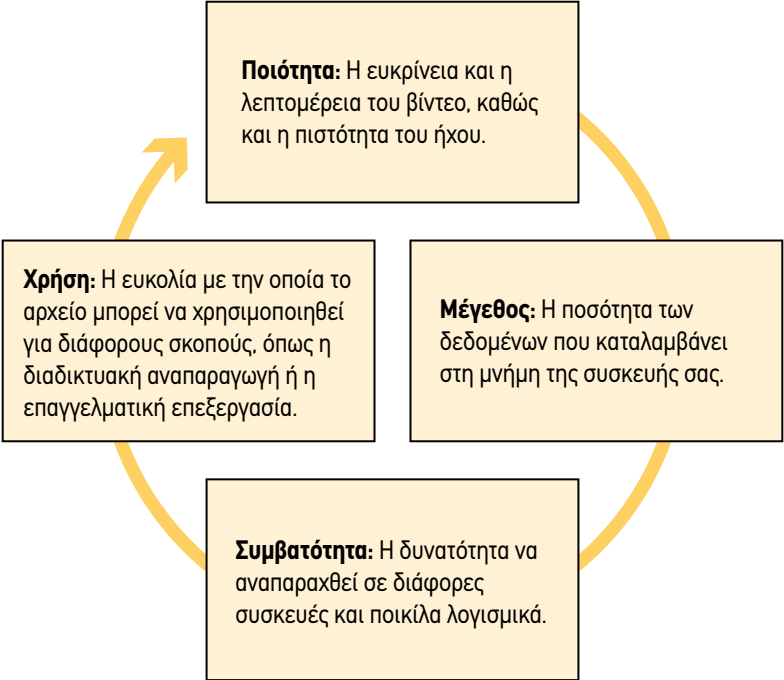 Ποιότητα: Η ευκρίνεια και η
λεπτομέρεια του βίντεο, καθώς
και η πιστότητα του ήχου.
Μέγεθος: Η ποσότητα των
δεδομένων που καταλαμβάνει
στη μνήμη της συσκευής σας.
Συμβατότητα: Η δυνατότητα να
αναπαραχθεί σε διάφορες
συσκευές και ποικίλα λογισμικά.
Χρήση: Η ευκολία με την οποία το
αρχείο μπορεί να χρησιμοποιηθεί
για διάφορους σκοπούς, όπως η
διαδικτυακή αναπαραγωγή ή η
επαγγελματική επεξεργασία.